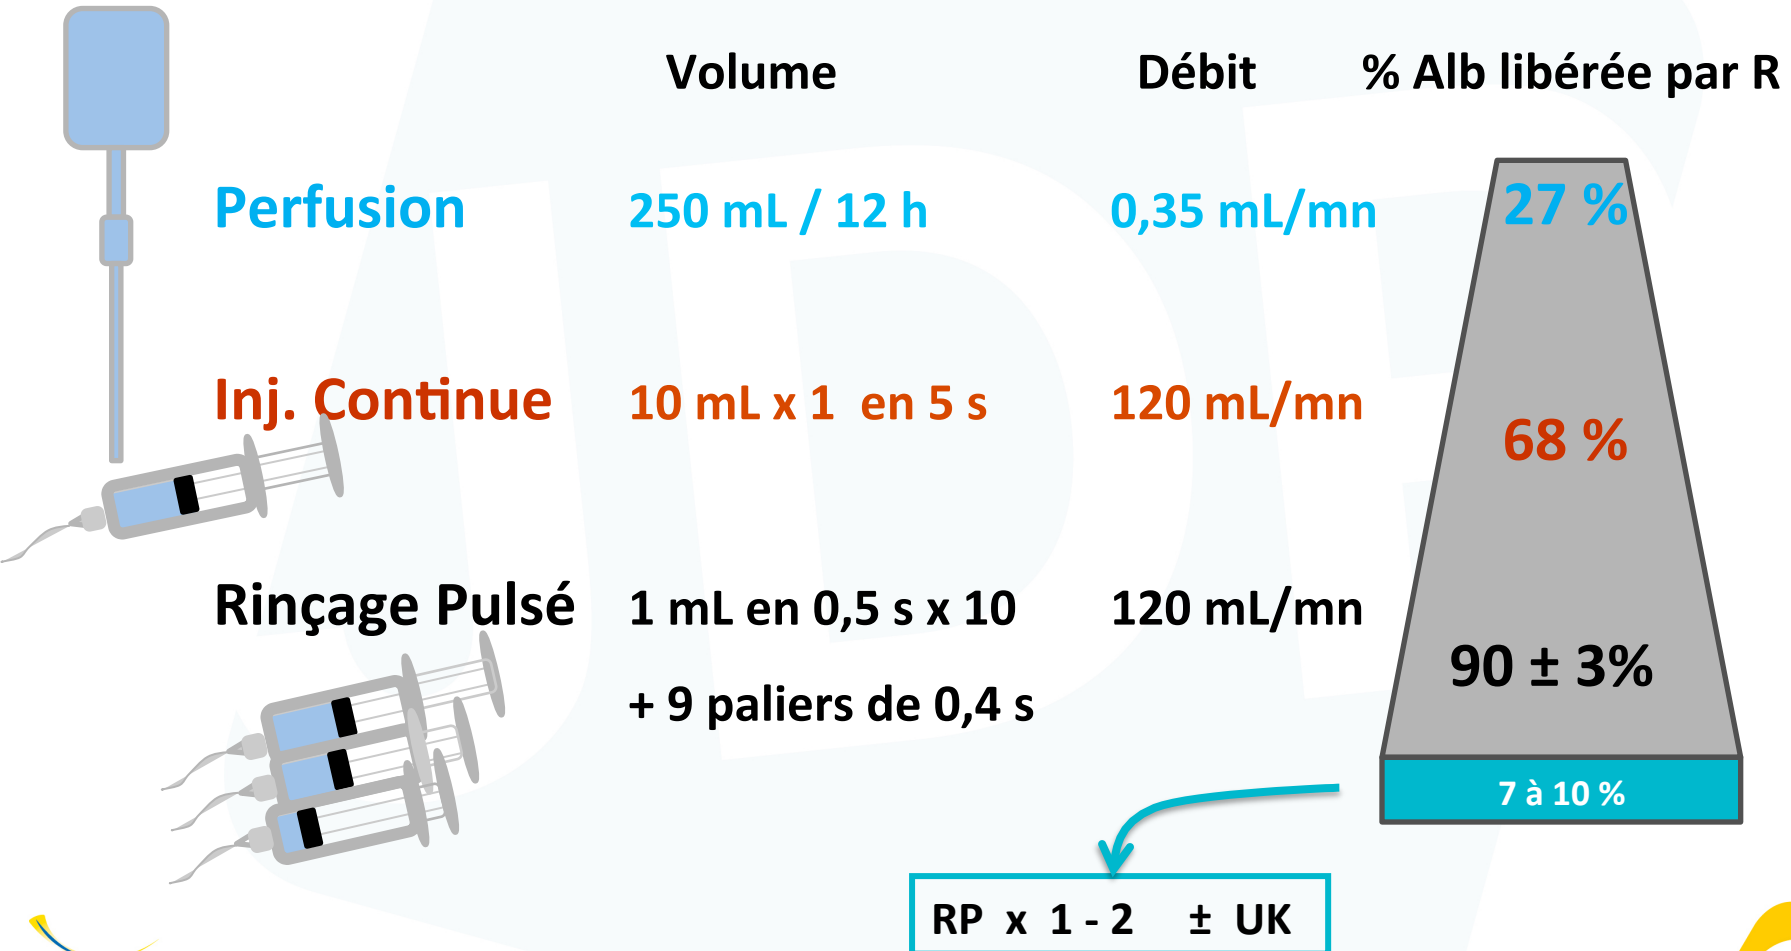 Volume Débit % Alb libérée par R
Perfusion 250 mL / 12 h 0,35 mL/mn 27 %
Inj. Continue 10 mL x 1 en 5 s 120 mL/mn 68 %
Rinçage Pulsé 1 mL en 0,5 s x 10 120 mL/mn 90 ± 3%
+ 9 paliers de 0,4 s
7 à 10 %
RP x 1 - 2 ± UK